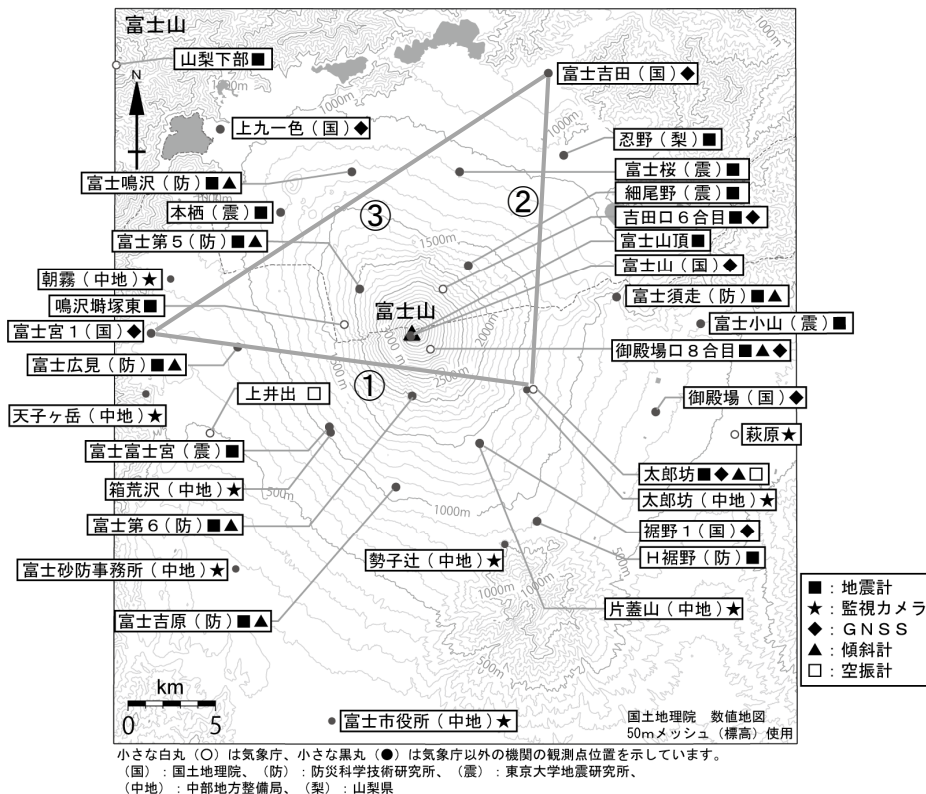 富士山
山梨下部■
N
富士吉田（国）◆
上九一色（国）◆
忍野（梨）■
富士桜（震）■
富士鳴沢（防）■▲
細尾野（震）■
②
本栖（震）■
③
吉田口６合目■◆
富士第５（防）■▲
富士山頂■
富士山（国）◆
朝霧（中地）★
富士須走（防）■▲
鳴沢塒塚東■
富士山
富士小山（震）■
富士宮１（国）◆
御殿場口８合目■▲◆
富士広見（防）■▲
①
上井出 □
御殿場（国）◆
天子ヶ岳（中地）★
萩原★
富士富士宮（震）■
太郎坊■◆▲□
箱荒沢（中地）★
太郎坊（中地）★
富士第６（防）■▲
裾野１（国）◆
勢子辻（中地）★
Ｈ裾野（防）■
富士砂防事務所（中地）★
片蓋山（中地）★
富士吉原（防）■▲
■：地震計
★：監視カメラ
◆：ＧＮＳＳ
▲：傾斜計
□：空振計
1000m
1000m
1000m
1000m
1500m
2000m
2500m
500m
1000m
500m
1000m
1000m
500m
km
0 5
富士市役所（中地）★
国土地理院 数値地図
50ｍメッシュ（標高）使用
小さな白丸（○）は気象庁、小さな黒丸（●）は気象庁以外の機関の観測点位置を示しています。
（国）：国土地理院、（防）：防災科学技術研究所、（震）：東京大学地震研究所、
（中地）：中部地方整備局、（梨）：山梨県